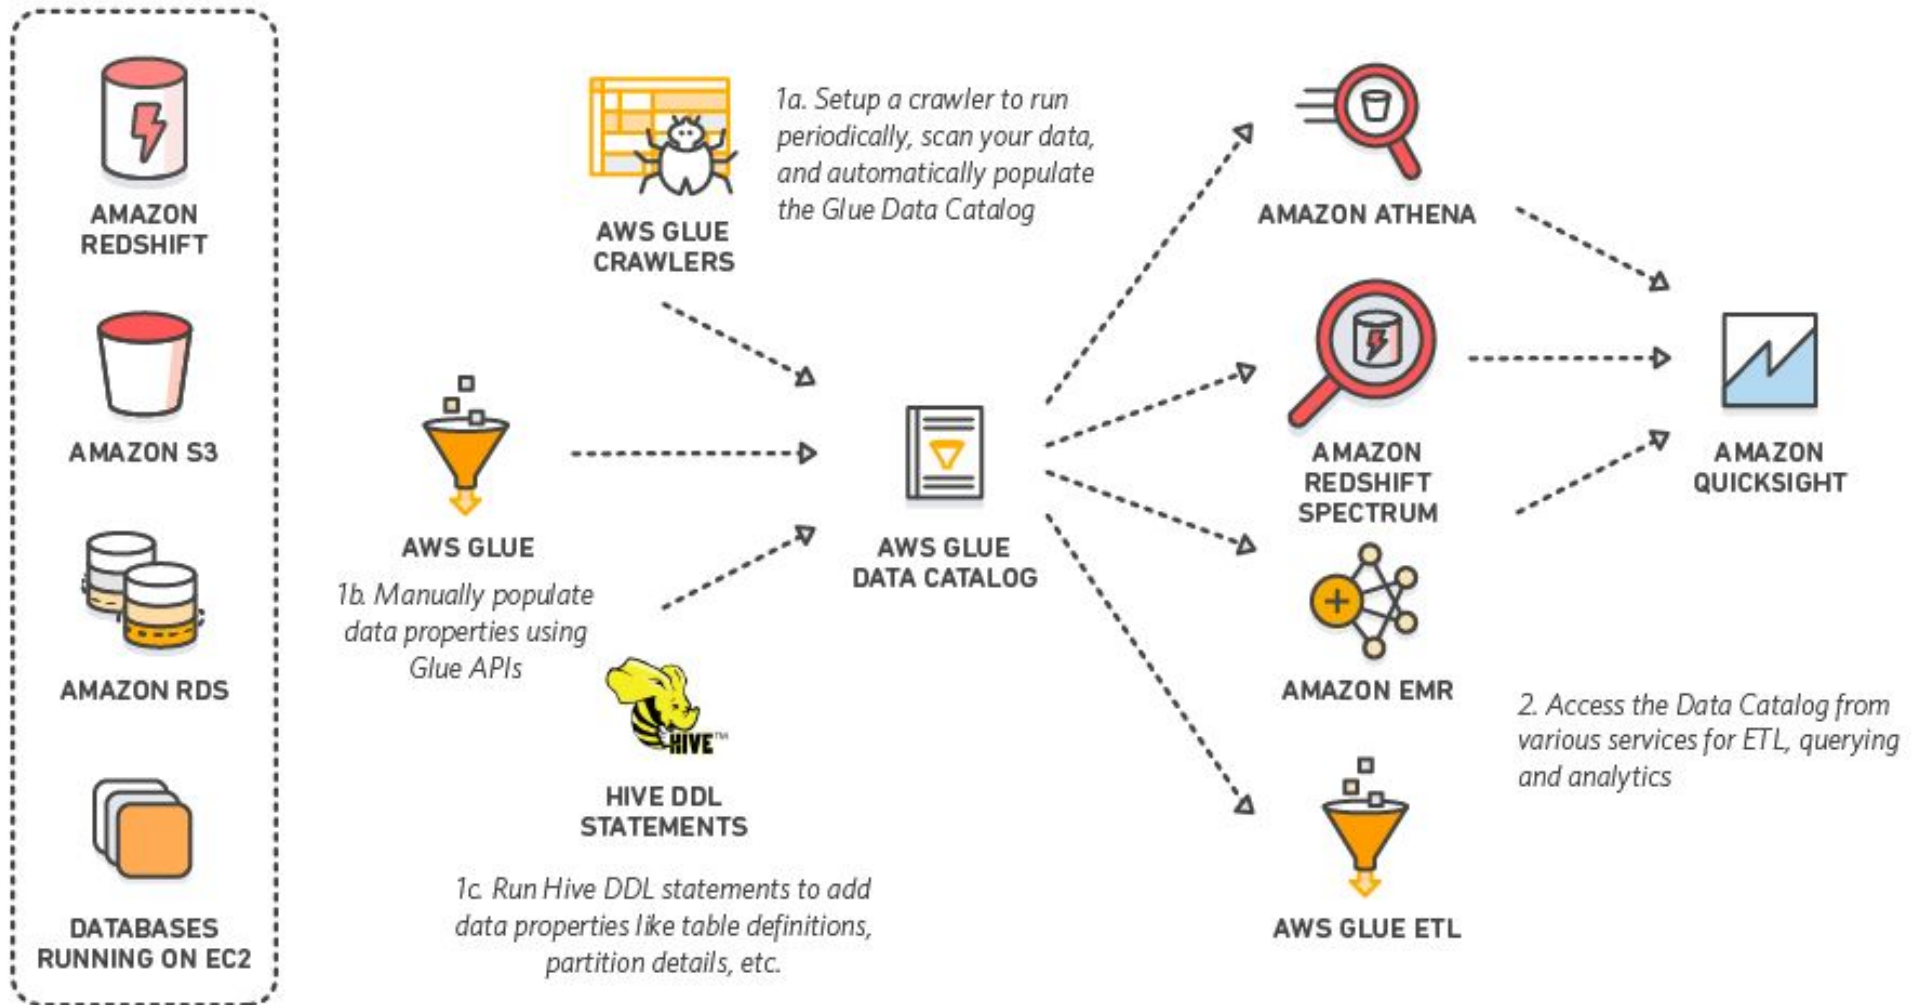 AMAZON
REDSHIFT
AMAZON S3
AMAZON RDS
DATABASES
RUNNING ON EC2
AWS GLUE
CRAWLERS
1a. Setup a crawler to run
periodically, scan your data,
and automatically populate
the Glue Data Catalog
AWS GLUE
1b. Manually populate
data properties using
Glue APIs
HIVE™
HIVE DDL
STATEMENTS
1c. Run Hive DDL statements to add
data properties like table definitions,
partition details, etc.
AWS GLUE
DATA CATALOG
AMAZON ATHENA
AMAZON
REDSHIFT
SPECTRUM
AMAZON EMR
AWS GLUE ETL
AMAZON
QUICKSIGHT
2. Access the Data Catalog from
various services for ETL, querying
and analytics